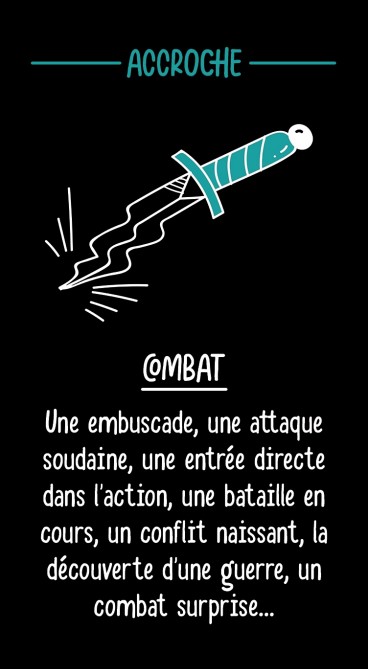 ACCROCHE
COMBAT
Une embuscade, une attaque
soudaine, une entrée directe
dans l'action, une bataille en
cours, un conflit naissant, la
découverte d'une guerre, un
combat surprise...